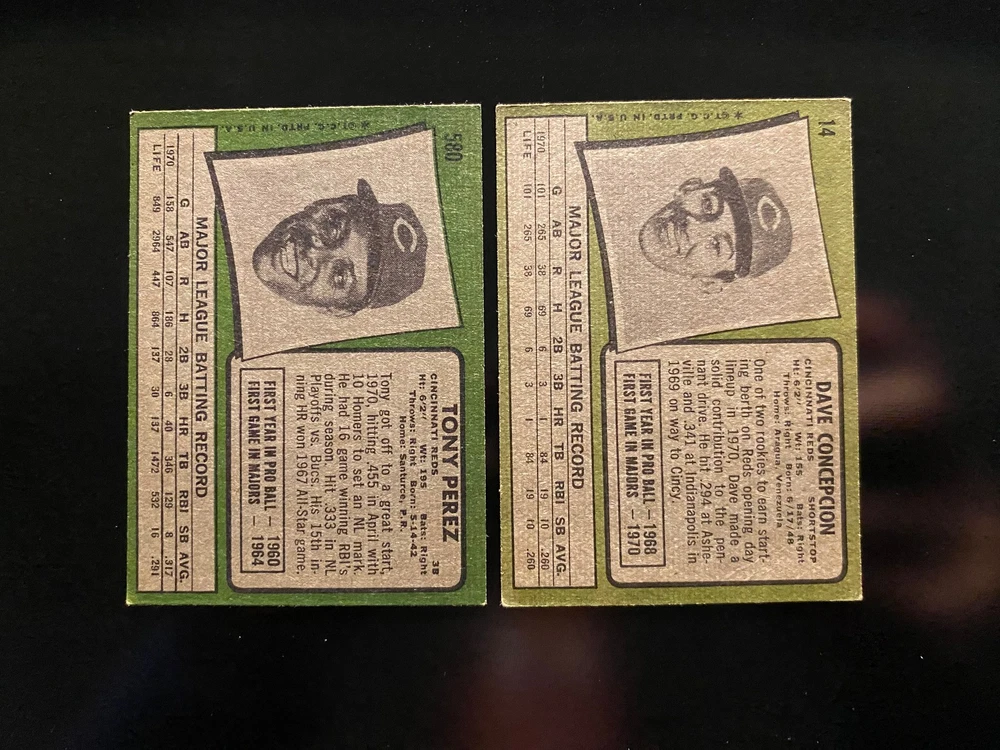 580
TONY PEREZ
CINCINNATI REDS 3B
Ht: 6'2" Wt: 195 Bats: Right
Throws: Right Born: 5-14-42
Home: Santurce, P.R.
Tony got off to a great start,
1970, hitting .455 in April with
10 Homers to set an NL mark.
He had 16 game winning RBI's
during season. Hit .333 in NL
Playoffs vs. Bucs. His 15th in-
ning HR won 1967 All-Star game.
FIRST YEAR IN PRO BALL — 1960
FIRST GAME IN MAJORS — 1964
MAJOR LEAGUE BATTING RECORD
G AB R H 2B 3B HR TB RBI SB AVG.
1970 158 547 107 186 28 6 40 346 129 8 .317
LIFE 849 2964 447 864 137 30 137 1472 532 16 .291
*©T.C.G. PRTD. IN U.S.A.
C
14
DAVE CONCEPCION
CINCINNATI REDS SHORTSTOP
Ht: 6'2" Wt: 155 Bats: Right
Throws: Right Born: 6/17/48
Home: Aragua, Venezuela
One of two rookies to earn start-
ing berth on Reds opening day
lineup in 1970, Dave made a
solid contribution to the pen-
nant drive. He hit .294 at Ashe-
ville and .341 at Indianapolis in
1969 on way to Cincy.
FIRST YEAR IN PRO BALL — 1968
FIRST GAME IN MAJORS — 1970
MAJOR LEAGUE BATTING RECORD
G AB R H 2B 3B HR TB RBI SB AVG.
1970 101 265 38 69 6 3 1 84 19 10 .260
LIFE 101 265 38 69 6 3 1 84 19 10 .260
*©T.C.G. PRTD. IN U.S.A.
C